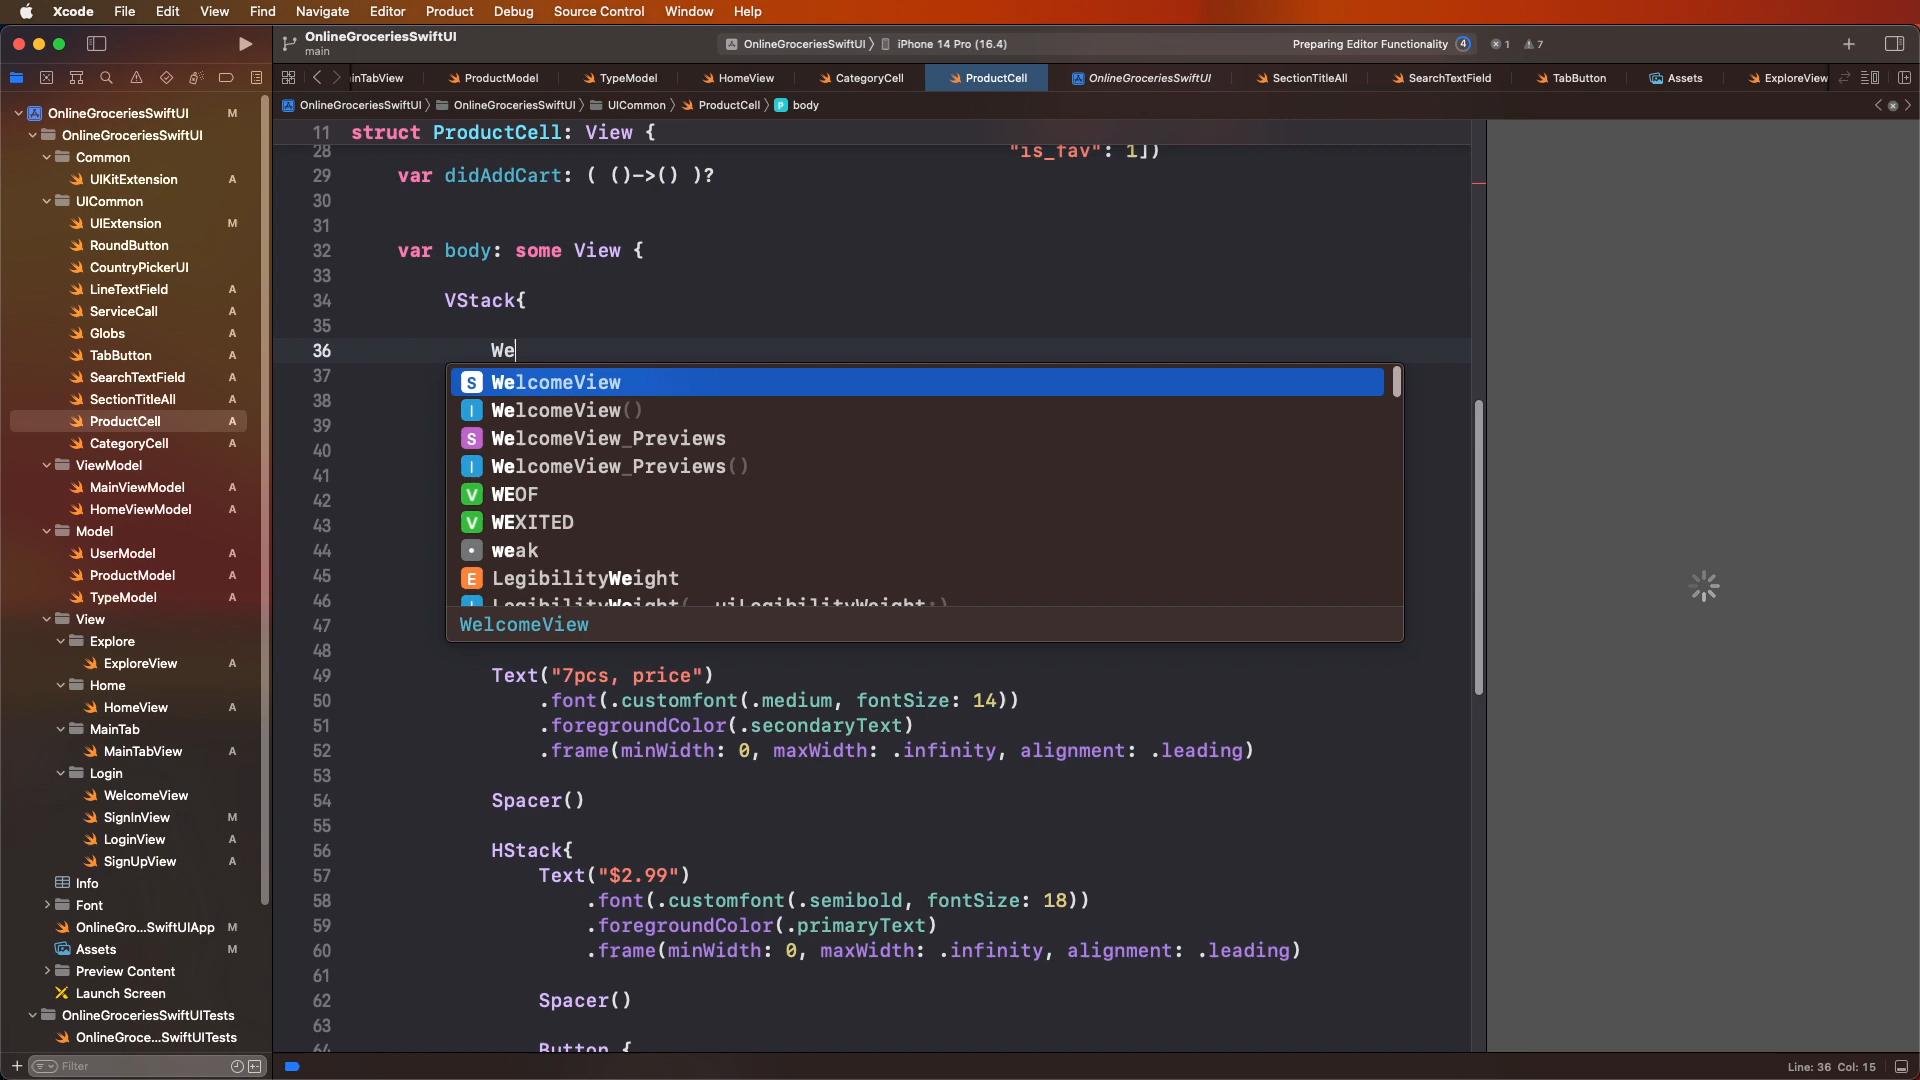 Xcode File Edit View Find Navigate Editor Product Debug Source Control Window Help
OnlineGroceriesSwiftUI
main
OnlineGroceriesSwiftUI iPhone 14 Pro (16.4) Preparing Editor Functionality 4 1 7
inTabView ProductModel TypeModel HomeView CategoryCell ProductCell OnlineGroceriesSwiftUI SectionTitleAll SearchTextField TabButton Assets ExploreView
OnlineGroceriesSwiftUI OnlineGroceriesSwiftUI UICommon ProductCell body
OnlineGroceriesSwiftUI M
OnlineGroceriesSwiftUI
Common
UIKitExtension A
UICommon
UIExtension M
RoundButton
CountryPickerUI
LineTextField A
ServiceCall A
Globs A
TabButton A
SearchTextField A
SectionTitleAll A
ProductCell A
CategoryCell A
ViewModel
MainViewModel A
HomeViewModel A
Model
UserModel A
ProductModel A
TypeModel A
View
Explore
ExploreView A
Home
HomeView A
MainTab
MainTabView A
Login
WelcomeView
SignInView M
LoginView A
SignUpView A
Info
Font
OnlineGro...SwiftUIApp M
Assets M
Preview Content
Launch Screen
OnlineGroceriesSwiftUITests
OnlineGroce...SwiftUITests
Filter
11 struct ProductCell: View {
28 "is_fav": 1])
29 var didAddCart: ( ()->() )?
30
31
32 var body: some View {
33
34 VStack{
35
36 We
37
38
39
40
41
42
43
44
45
46
47
48
S WelcomeView
I WelcomeView()
S WelcomeView_Previews
I WelcomeView_Previews()
V WEOF
V WEXITED
weak
E LegibilityWeight
LegibilityWeight(_ uiLegibilityWeight:)
WelcomeView
49 Text("7pcs, price")
50 .font(.customfont(.medium, fontSize: 14))
51 .foregroundColor(.secondaryText)
52 .frame(minWidth: 0, maxWidth: .infinity, alignment: .leading)
53
54 Spacer()
55
56 HStack{
57 Text("$2.99")
58 .font(.customfont(.semibold, fontSize: 18))
59 .foregroundColor(.primaryText)
60 .frame(minWidth: 0, maxWidth: .infinity, alignment: .leading)
61
62 Spacer()
63
64 Button {
Line: 36 Col: 15